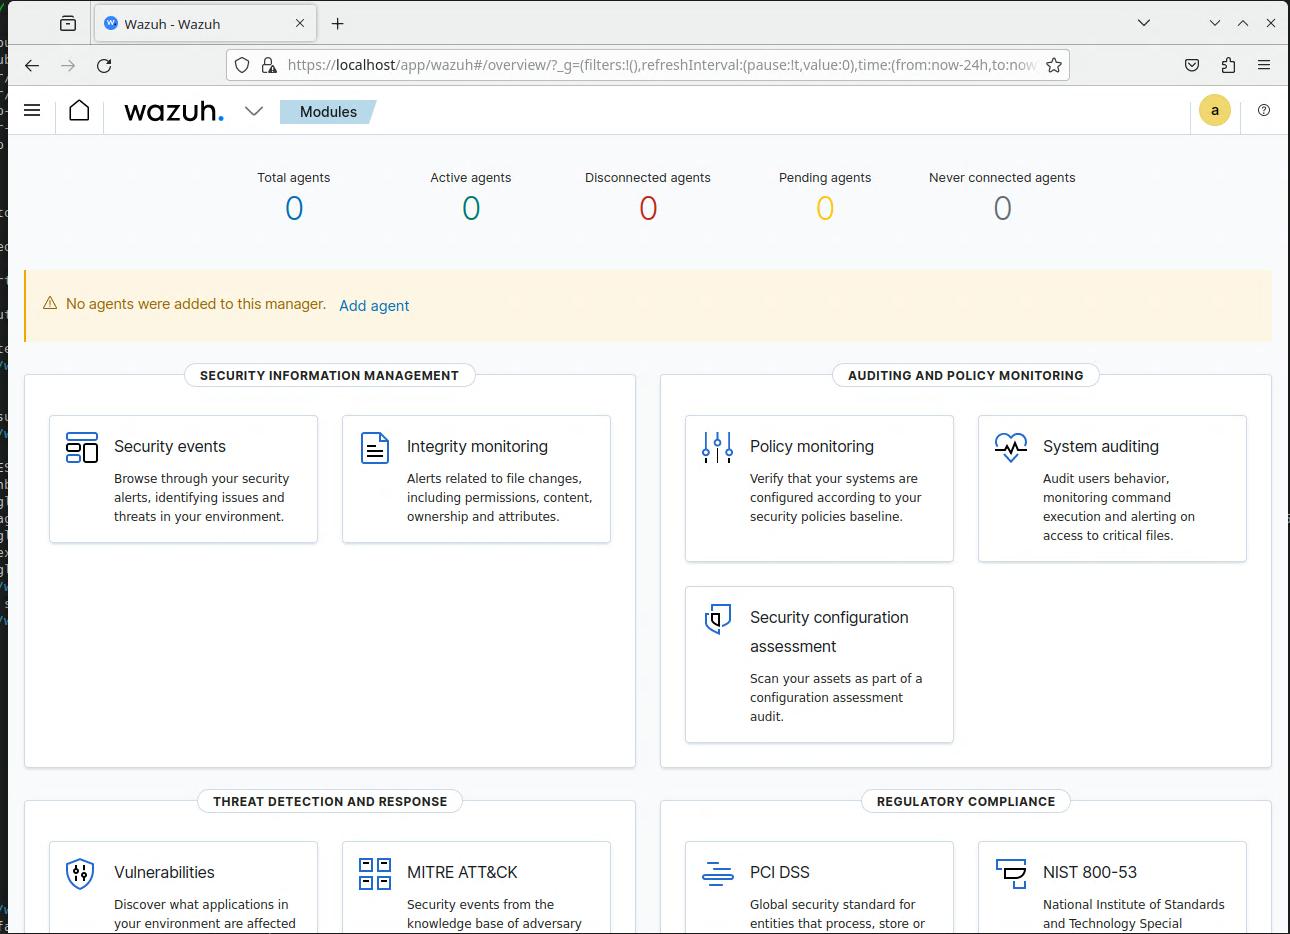 Wazuh - Wazuh
https://localhost/app/wazuh#/overview/?_g=(filters:!(),refreshInterval:(pause:!t,value:0),time:(from:now-24h,to:now
wazuh.
Modules
a
Total agents
0
Active agents
0
Disconnected agents
0
Pending agents
0
Never connected agents
0
No agents were added to this manager. Add agent
SECURITY INFORMATION MANAGEMENT
Security events
Browse through your security
alerts, identifying issues and
threats in your environment.
Integrity monitoring
Alerts related to file changes,
including permissions, content,
ownership and attributes.
AUDITING AND POLICY MONITORING
Policy monitoring
Verify that your systems are
configured according to your
security policies baseline.
System auditing
Audit users behavior,
monitoring command
execution and alerting on
access to critical files.
Security configuration
assessment
Scan your assets as part of a
configuration assessment
audit.
THREAT DETECTION AND RESPONSE
Vulnerabilities
Discover what applications in
your environment are affected
MITRE ATT&CK
Security events from the
knowledge base of adversary
REGULATORY COMPLIANCE
PCI DSS
Global security standard for
entities that process, store or
NIST 800-53
National Institute of Standards
and Technology Special